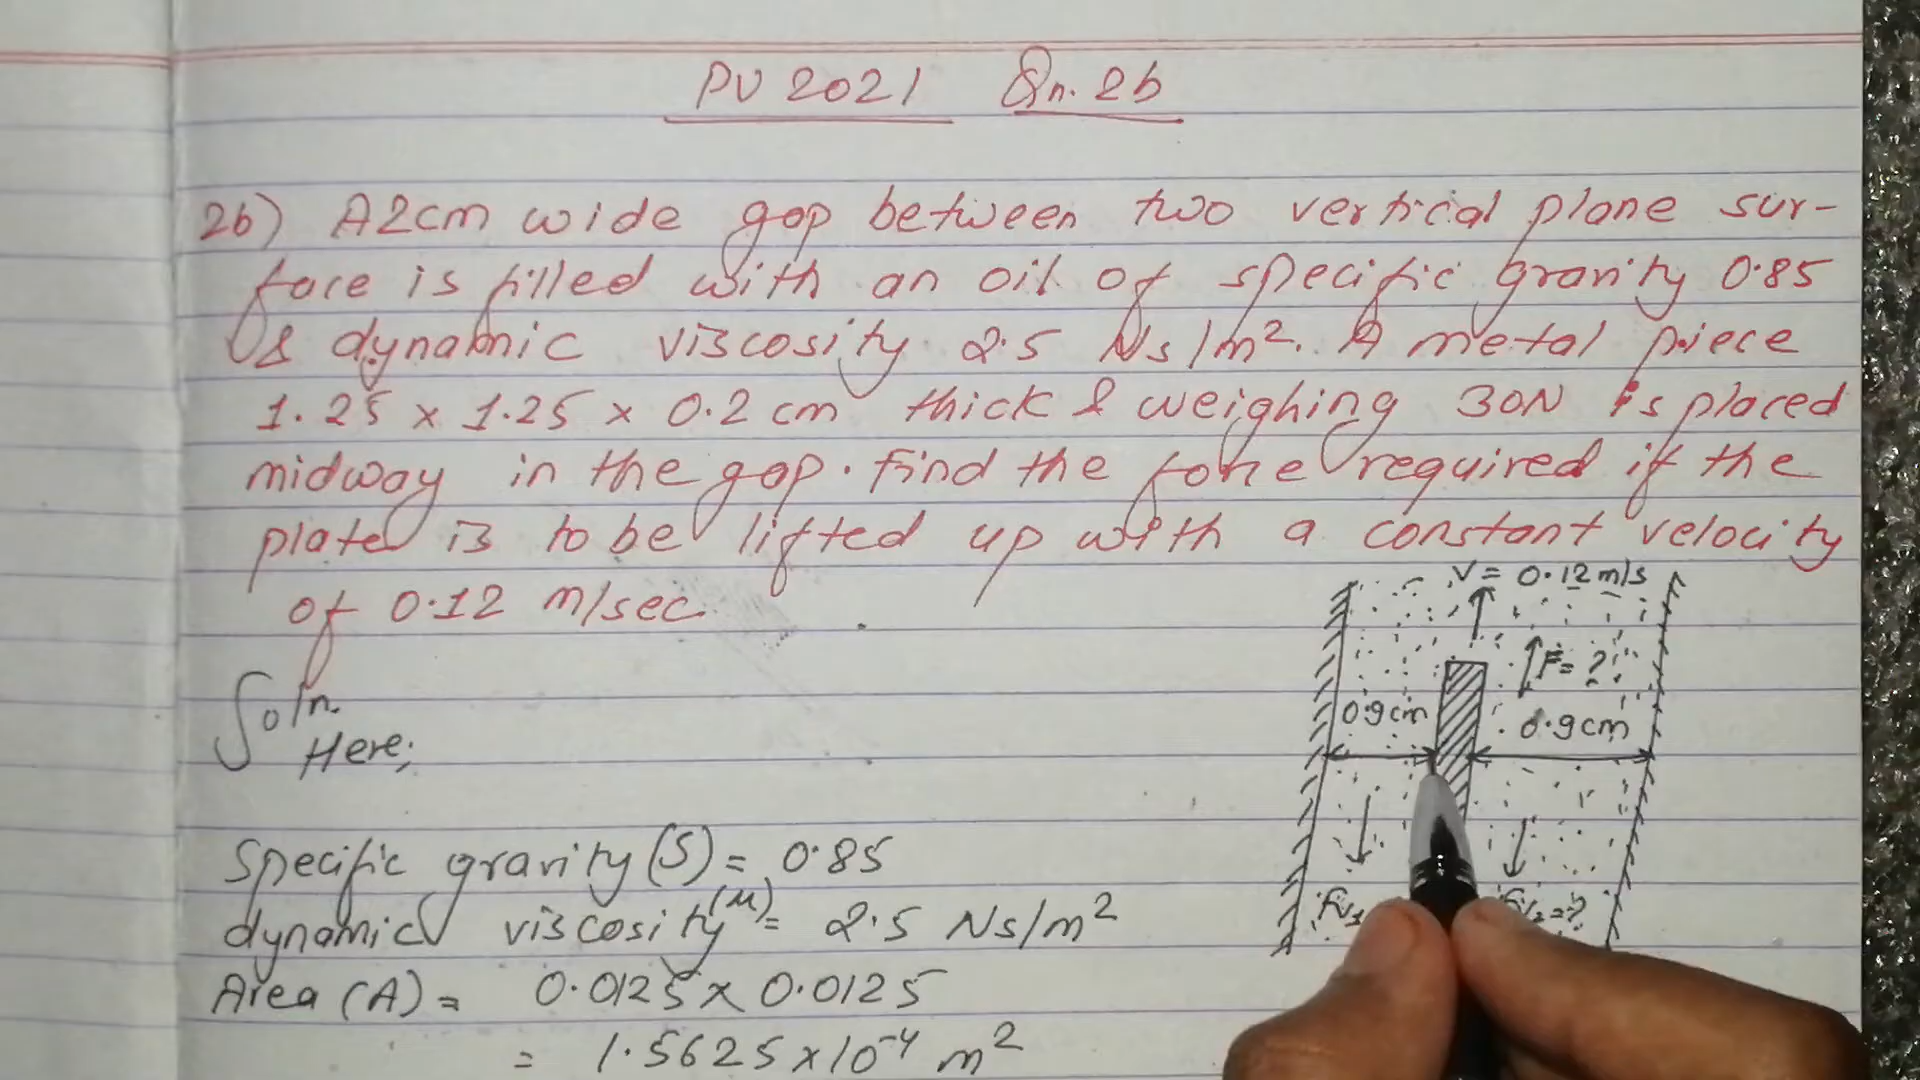 PU 2021 Qn. 2b
2b) A 2cm wide gap between two vertical plane sur-
face is filled with an oil of specific gravity 0.85
& dynamic viscosity 2.5 Ns/m². A metal piece
1.25 x 1.25 x 0.2 cm thick & weighing 30N is placed
midway in the gap. Find the force required if the
plate is to be lifted up with a constant velocity
of 0.12 m/sec.
V = 0.12 m/s
F = ?
0.9cm
0.9cm
Fv1
Fv2 = ?
Soln.
Here;
Specific gravity (S) = 0.85
dynamic viscosity (μ) = 2.5 Ns/m²
Area (A) = 0.0125 x 0.0125
= 1.5625 x 10⁻⁴ m²